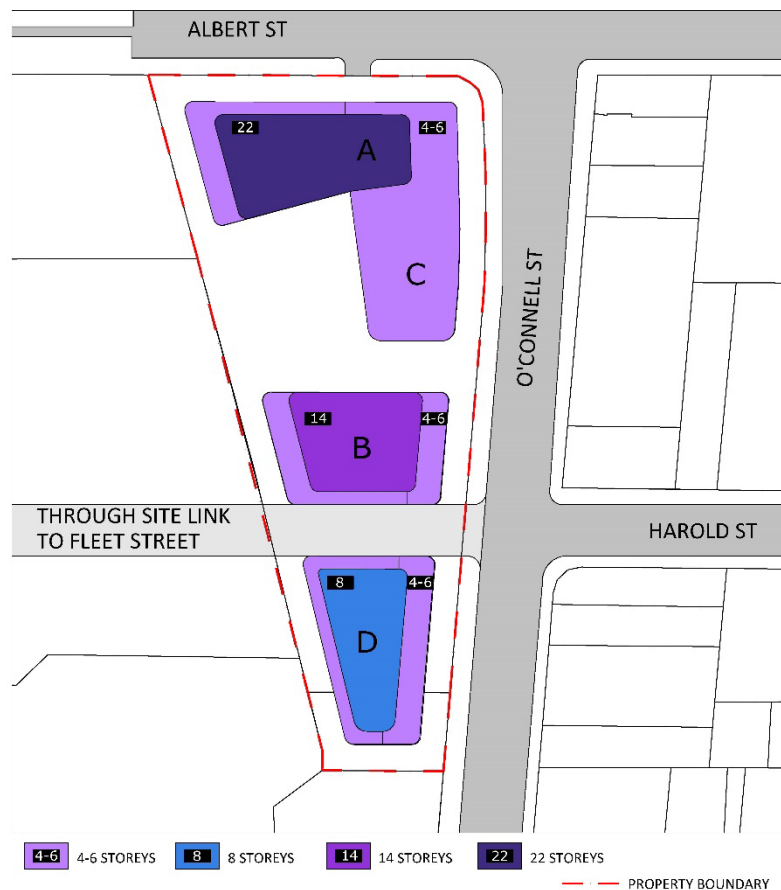 ALBERT ST
22
A
4-6
C
O'CONNELL ST
14
4-6
B
THROUGH SITE LINK
TO FLEET STREET
HAROLD ST
8
4-6
D
4-6 4-6 STOREYS 8 8 STOREYS 14 14 STOREYS 22 22 STOREYS
PROPERTY BOUNDARY